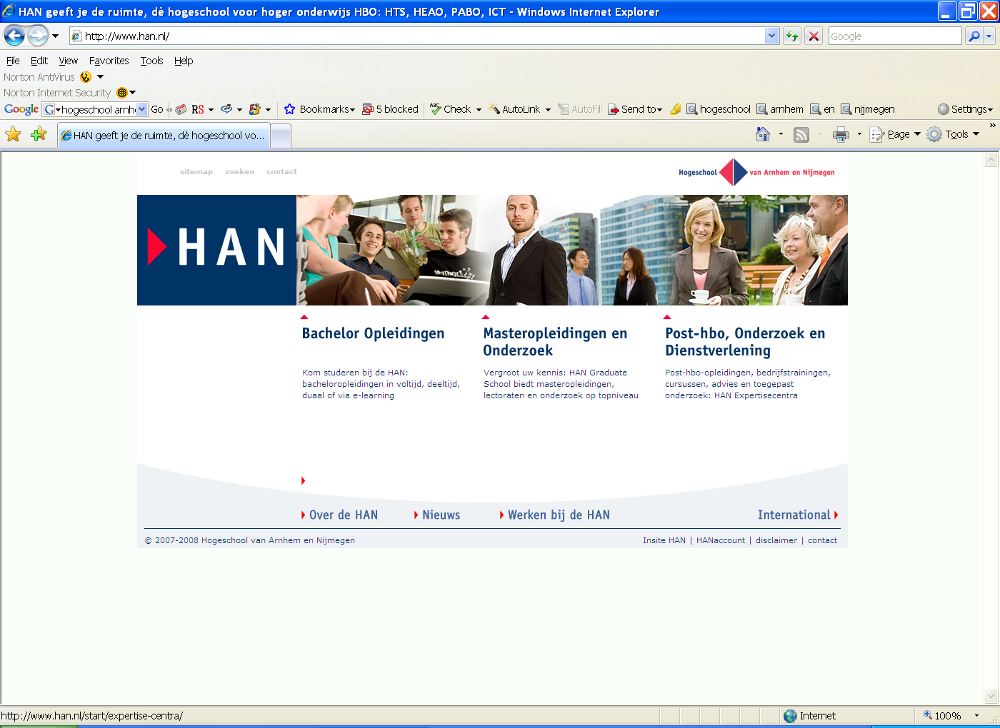 HAN geeft je de ruimte, dè hogeschool voor hoger onderwijs HBO: HTS, HEAO, PABO, ICT - Windows Internet Explorer
http://www.han.nl/
Google
File Edit View Favorites Tools Help
Norton AntiVirus
Norton Internet Security
Google G hogeschool arnh Go RS Bookmarks 5 blocked ABC Check AutoLink AutoFill Send to hogeschool arnhem en nijmegen Settings
HAN geeft je de ruimte, dè hogeschool vo... Page Tools »
sitemap zoeken contact
Hogeschool van Arnhem en Nijmegen
HAN
MOTHER
Bachelor Opleidingen
Kom studeren bij de HAN:
bacheloropleidingen in voltijd, deeltijd,
duaal of via e-learning
Masteropleidingen en
Onderzoek
Vergroot uw kennis: HAN Graduate
School biedt masteropleidingen,
lectoraten en onderzoek op topniveau
Post-hbo, Onderzoek en
Dienstverlening
Post-hbo-opleidingen, bedrijfstrainingen,
cursussen, advies en toegepast
onderzoek: HAN Expertisecentra
Over de HAN Nieuws Werken bij de HAN International
© 2007-2008 Hogeschool van Arnhem en Nijmegen Insite HAN | HANaccount | disclaimer | contact
http://www.han.nl/start/expertise-centra/ Internet 100%